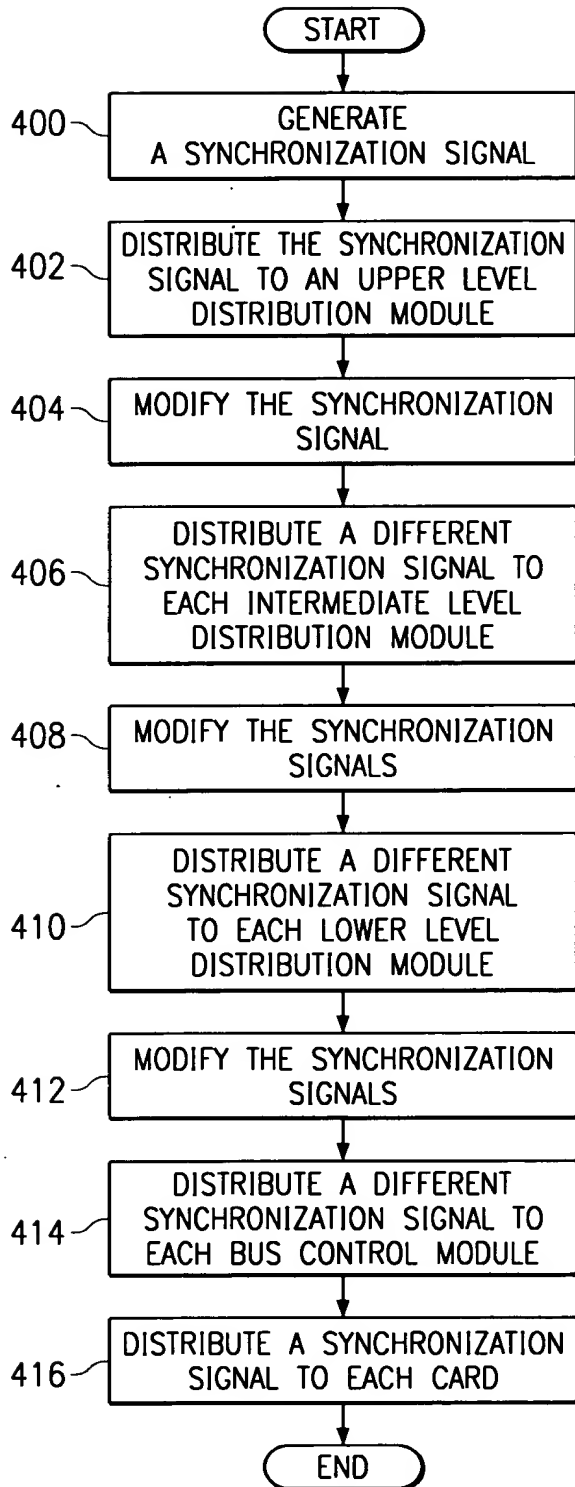 START
400
GENERATE
A SYNCHRONIZATION SIGNAL
402
DISTRIBUTE THE SYNCHRONIZATION
SIGNAL TO AN UPPER LEVEL
DISTRIBUTION MODULE
404
MODIFY THE SYNCHRONIZATION
SIGNAL
406
DISTRIBUTE A DIFFERENT
SYNCHRONIZATION SIGNAL TO
EACH INTERMEDIATE LEVEL
DISTRIBUTION MODULE
408
MODIFY THE SYNCHRONIZATION
SIGNALS
410
DISTRIBUTE A DIFFERENT
SYNCHRONIZATION SIGNAL
TO EACH LOWER LEVEL
DISTRIBUTION MODULE
412
MODIFY THE SYNCHRONIZATION
SIGNALS
414
DISTRIBUTE A DIFFERENT
SYNCHRONIZATION SIGNAL TO
EACH BUS CONTROL MODULE
416
DISTRIBUTE A SYNCHRONIZATION
SIGNAL TO EACH CARD
END